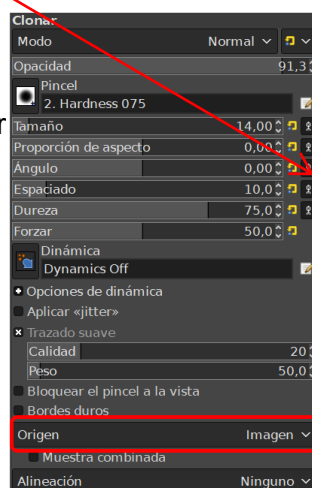 Clonar
Modo Normal
Opacidad 91,3
Pincel
2. Hardness 075
r
Tamaño 14,00
Proporción de aspecto 0,00
Ángulo 0,00
Espaciado 10,0
Dureza 75,0
Forzar 50,0
Dinámica
Dynamics Off
Opciones de dinámica
Aplicar «jitter»
Trazado suave
Calidad 20
Peso 50,0
Bloquear el pincel a la vista
Bordes duros
Origen Imagen
Muestra combinada
Alineación Ninguno